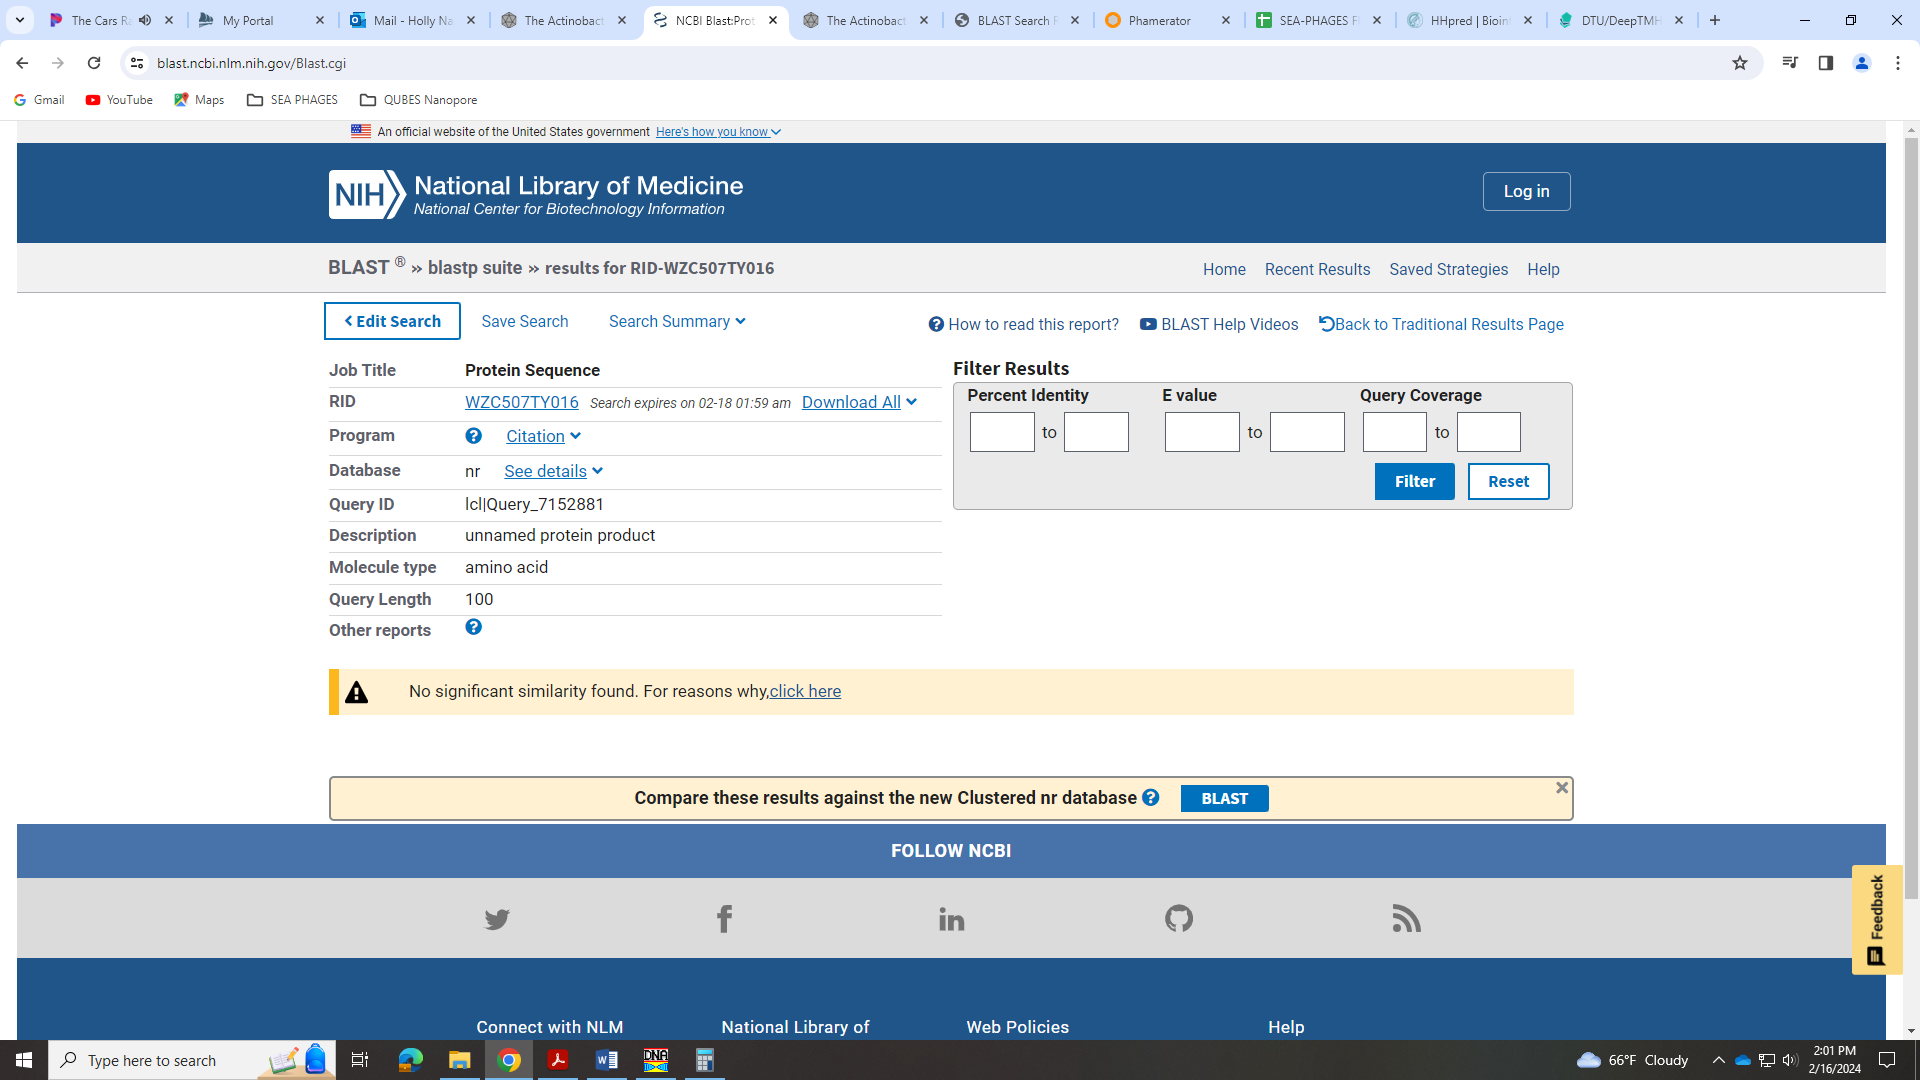 The Cars Ra
My Portal
Mail - Holly Na
The Actinobact
NCBI Blast:Prot
The Actinobact
BLAST Search R
Phamerator
SEA-PHAGES F
HHpred | Bioin
DTU/DeepTMH
blast.ncbi.nlm.nih.gov/Blast.cgi
Gmail YouTube Maps SEA PHAGES QUBES Nanopore
An official website of the United States government Here's how you know
NIH National Library of Medicine
National Center for Biotechnology Information
Log in
BLAST ® » blastp suite » results for RID-WZC507TY016
Home Recent Results Saved Strategies Help
Edit Search Save Search Search Summary
How to read this report? BLAST Help Videos Back to Traditional Results Page
Job Title Protein Sequence
RID WZC507TY016 Search expires on 02-18 01:59 am Download All
Program Citation
Database nr See details
Query ID lcl|Query_7152881
Description unnamed protein product
Molecule type amino acid
Query Length 100
Other reports
Filter Results
Percent Identity E value Query Coverage
to to to
Filter Reset
No significant similarity found. For reasons why,click here
Compare these results against the new Clustered nr database BLAST
FOLLOW NCBI
Feedback
Connect with NLM National Library of Web Policies Help
Type here to search
DNA
66°F Cloudy
2:01 PM
2/16/2024